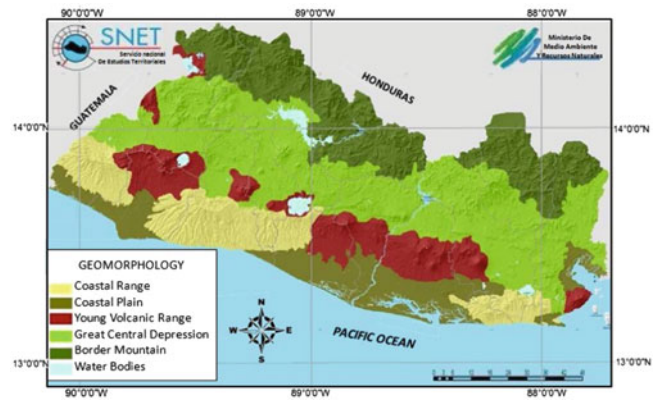 90°0'0"W
89°0'0"W
88°0'0"W
SNET
Servicio nacional
De Estudios Territoriales
Ministerio De
Medio Ambiente
Y Recursos Naturales
HONDURAS
GUATEMALA
14°0'0"N
14°0'0"N
GEOMORPHOLOGY
Coastal Range
Coastal Plain
Young Volcanic Range
Great Central Depression
Border Mountain
Water Bodies
N
W
E
S
PACIFIC OCEAN
13°0'0"N
13°0'0"N
90°0'0"W
89°0'0"W
88°0'0"W